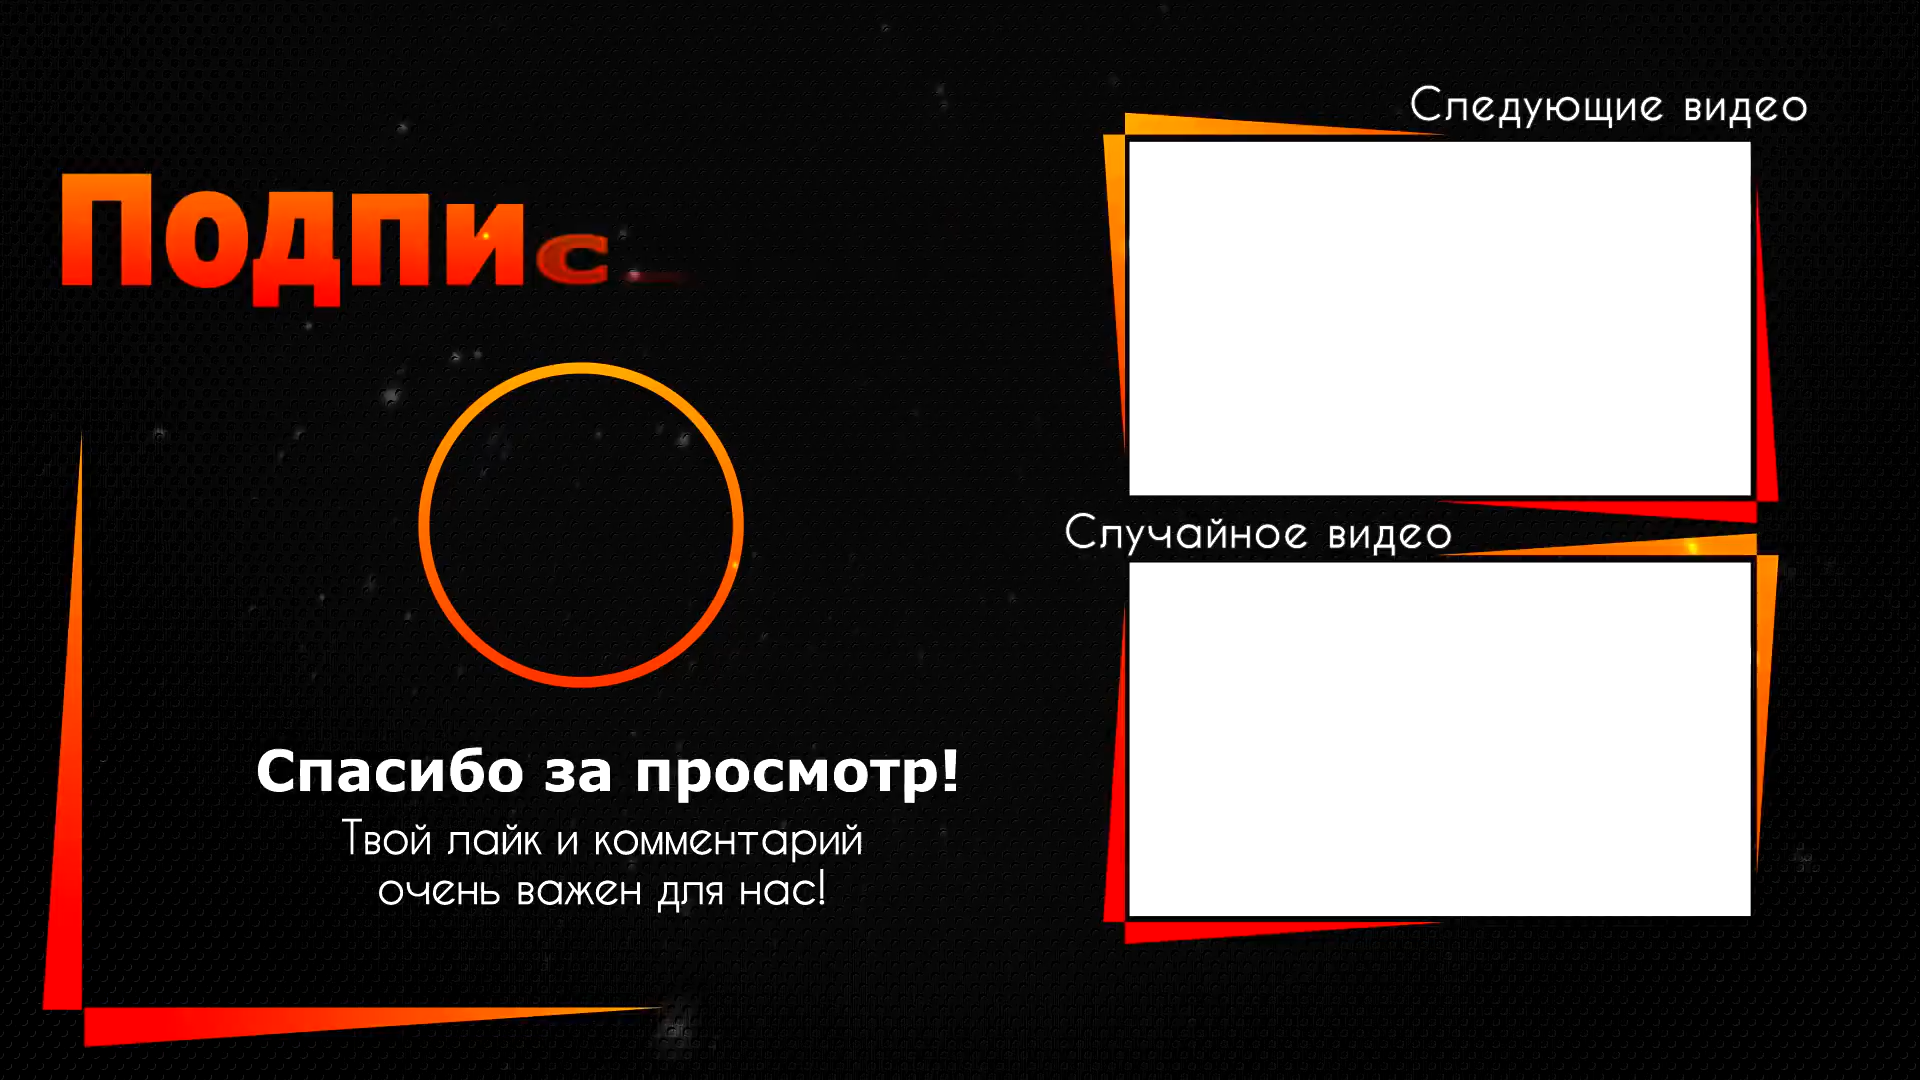 Подпис
Спасибо за просмотр!
Твой лайк и комментарий
очень важен для нас!
Следующие видео
Случайное видео